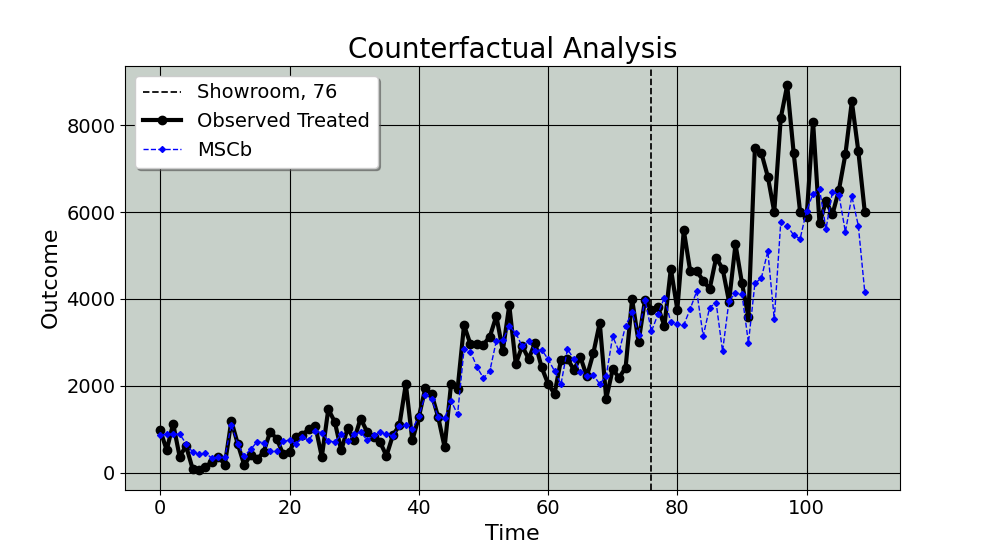 Counterfactual Analysis
Showroom, 76
Observed Treated
MSCb
Outcome
8000
6000
4000
2000
0
0 20 40 60 80 100
Time